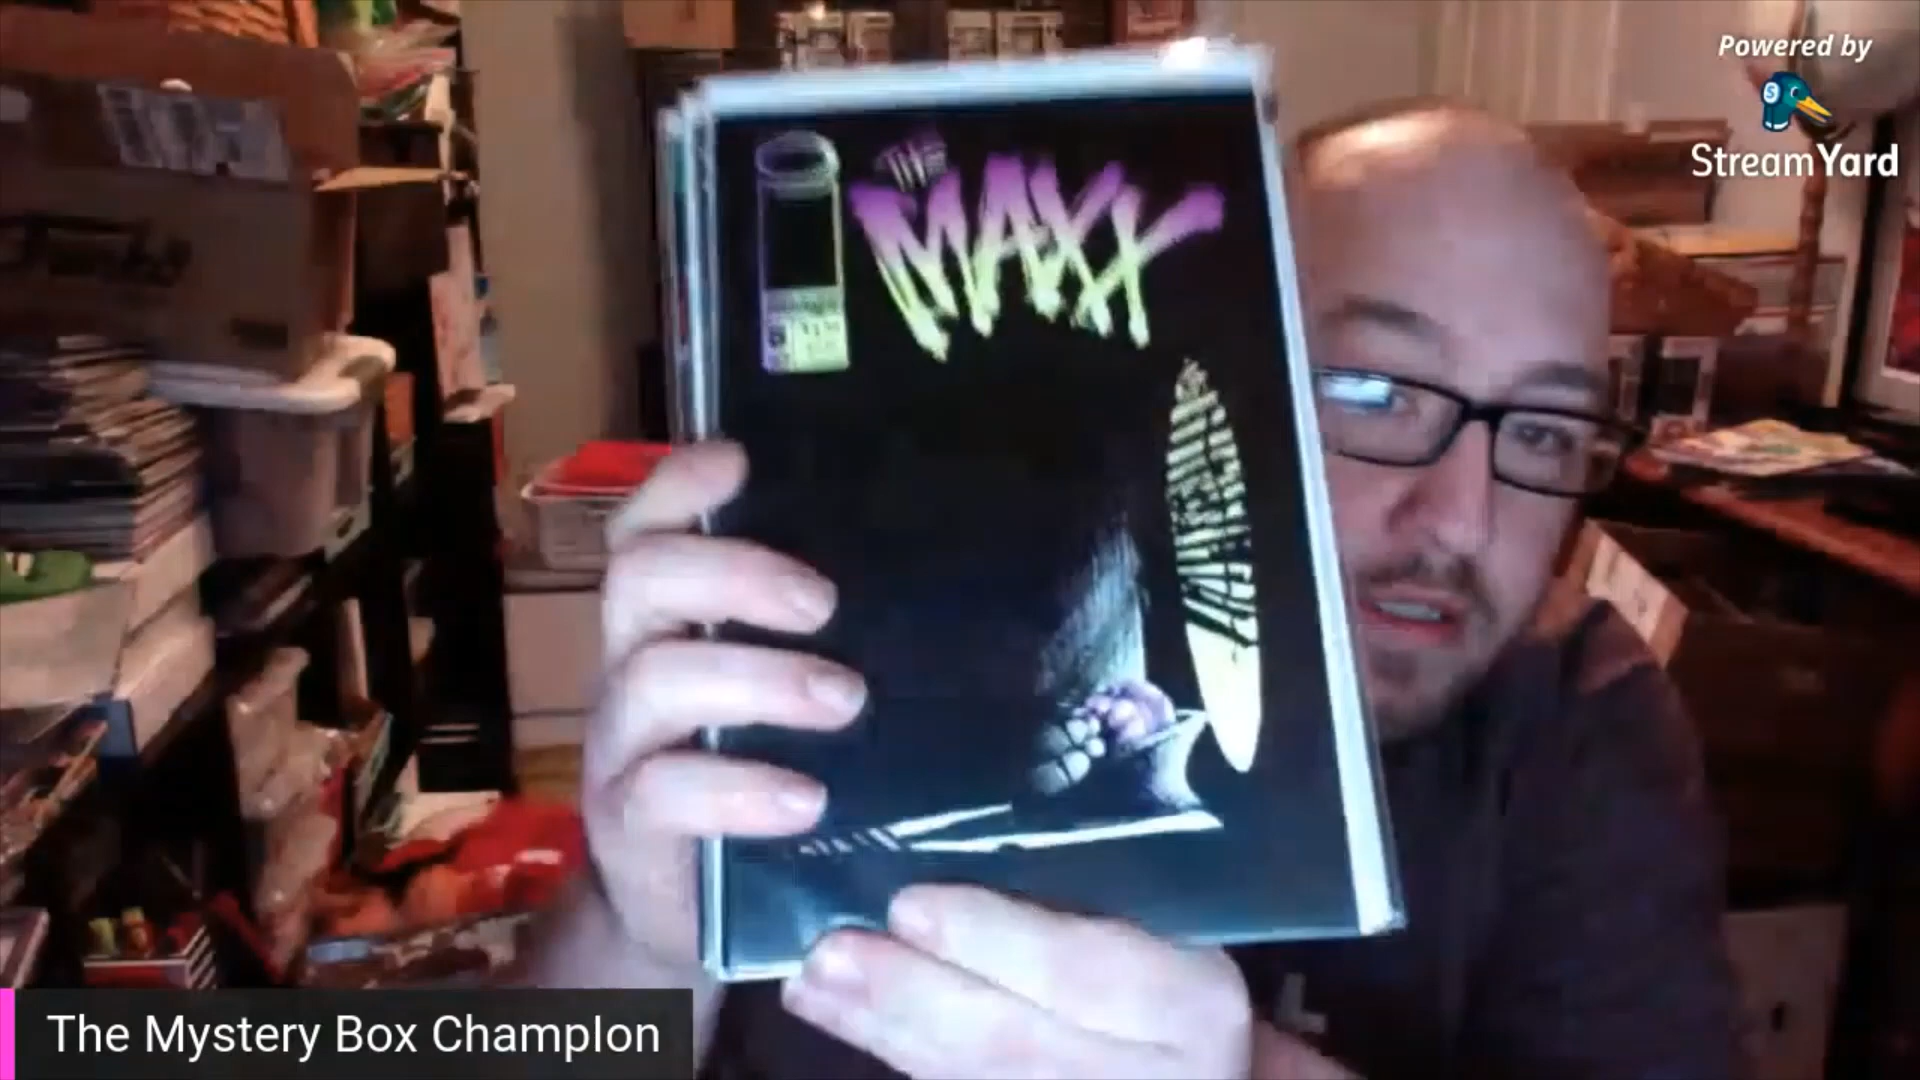 Powered by
StreamYard
THE
MAXX
The Mystery Box ChampIon